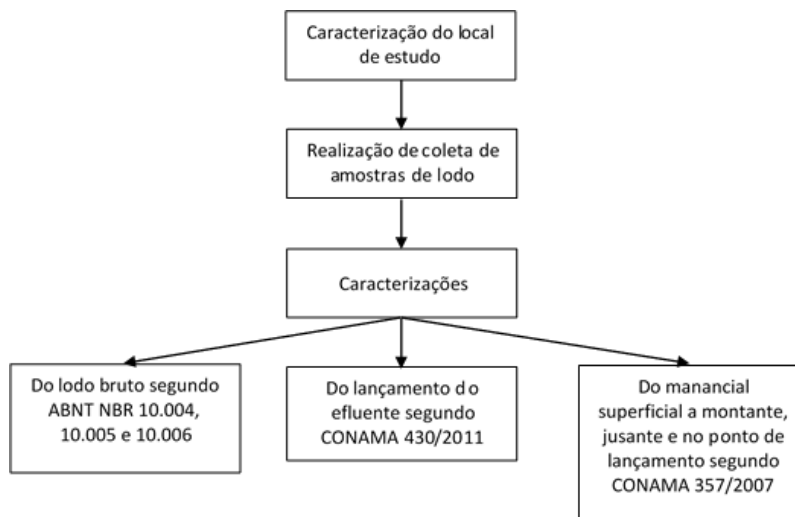 Caracterização do local
de estudo
Realização de coleta de
amostras de lodo
Caracterizações
Do lodo bruto segundo
ABNT NBR 10.004,
10.005 e 10.006
Do lançamento do
efluente segundo
CONAMA 430/2011
Do manancial
superficial a montante,
jusante e no ponto de
lançamento segundo
CONAMA 357/2007